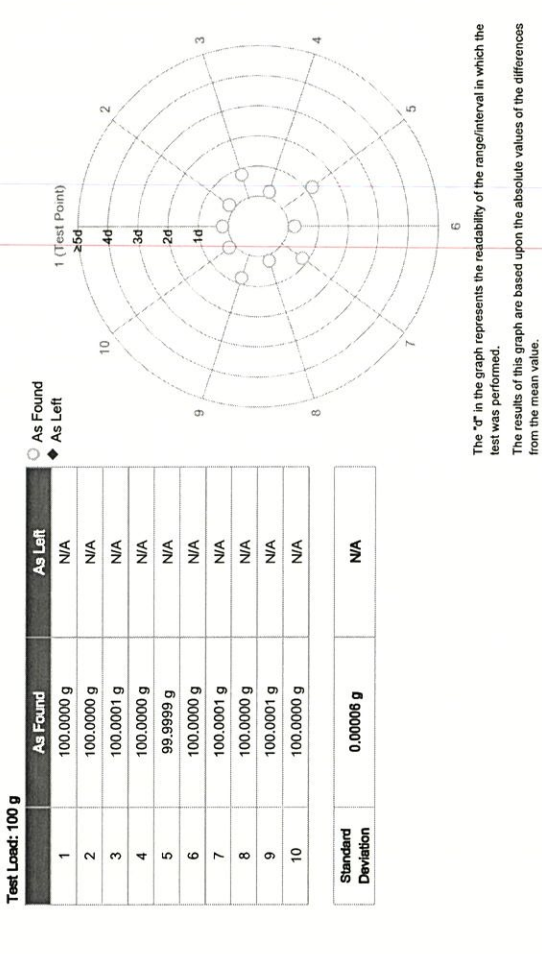 Test Load: 100 g
As Found As Left
1 100.0000 g N/A
2 100.0000 g N/A
3 100.0001 g N/A
4 100.0000 g N/A
5 99.9999 g N/A
6 100.0000 g N/A
7 100.0001 g N/A
8 100.0000 g N/A
9 100.0001 g N/A
10 100.0000 g N/A
Standard
Deviation
0.00006 g N/A
As Found
As Left
1 (Test Point)
≥5d
4d
3d
2d
1d
2
3
4
5
6
7
8
9
10
The "d" in the graph represents the readability of the range/interval in which the
test was performed.
The results of this graph are based upon the absolute values of the differences
from the mean value.